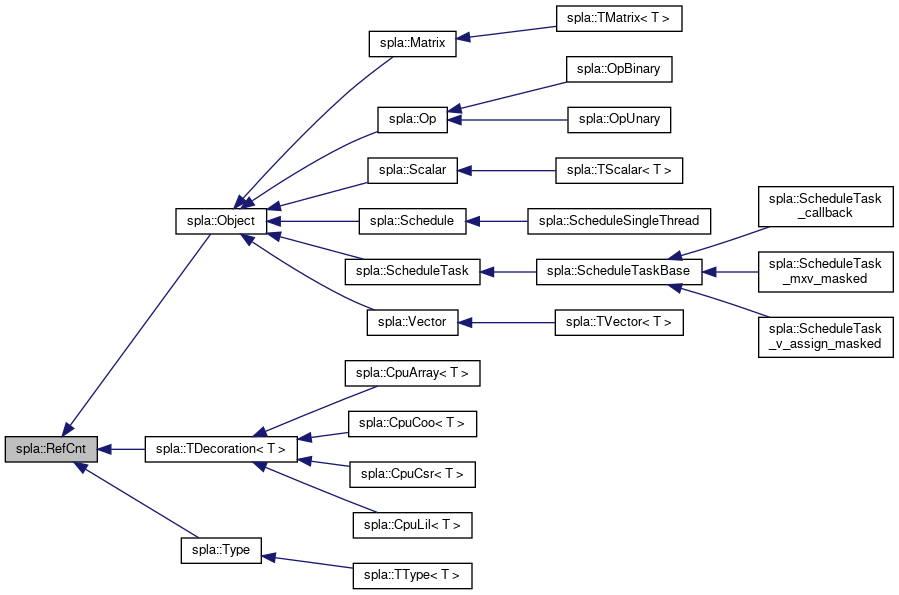 spla::TMatrix< T >
spla::Matrix
spla::OpBinary
spla::Op
spla::OpUnary
spla::Scalar
spla::TScalar< T >
spla::ScheduleTask
_callback
spla::Object
spla::Schedule
spla::ScheduleSingleThread
spla::ScheduleTask
spla::ScheduleTaskBase
spla::ScheduleTask
_mxv_masked
spla::Vector
spla::TVector< T >
spla::ScheduleTask
_v_assign_masked
spla::CpuArray< T >
spla::CpuCoo< T >
spla::RefCnt
spla::TDecoration< T >
spla::CpuCsr< T >
spla::CpuLil< T >
spla::Type
spla::TType< T >